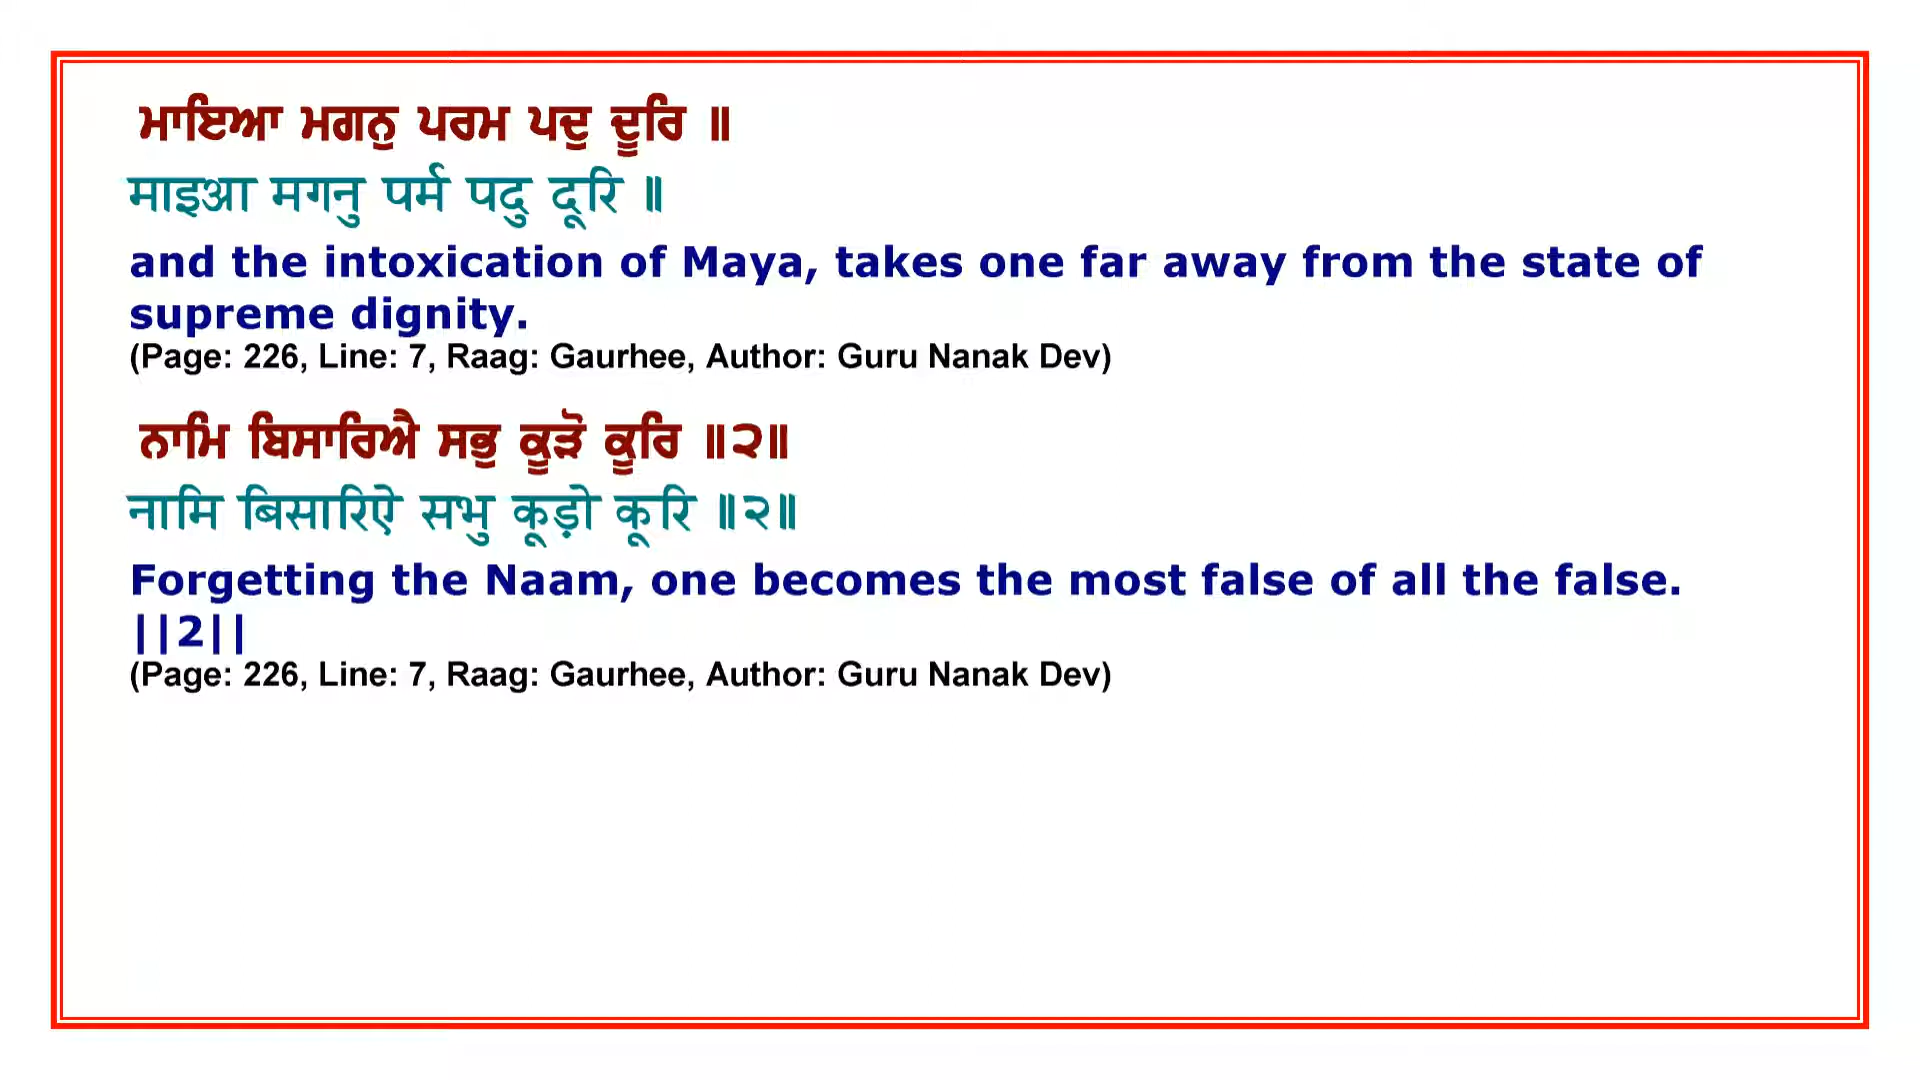 ਮਾਇਆ ਮਗਨੁ ਪਰਮ ਪਦੁ ਦੂਰਿ ॥
माइआ मगनु पर्म पदु दूरि ॥
and the intoxication of Maya, takes one far away from the state of
supreme dignity.
(Page: 226, Line: 7, Raag: Gaurhee, Author: Guru Nanak Dev)
ਨਾਮਿ ਬਿਸਾਰਿਐ ਸਭੁ ਕੂੜੋ ਕੂਰਿ ॥੨॥
नामि बिसारिऐ सभु कूड़ो कूरि ॥२॥
Forgetting the Naam, one becomes the most false of all the false.
||2||
(Page: 226, Line: 7, Raag: Gaurhee, Author: Guru Nanak Dev)